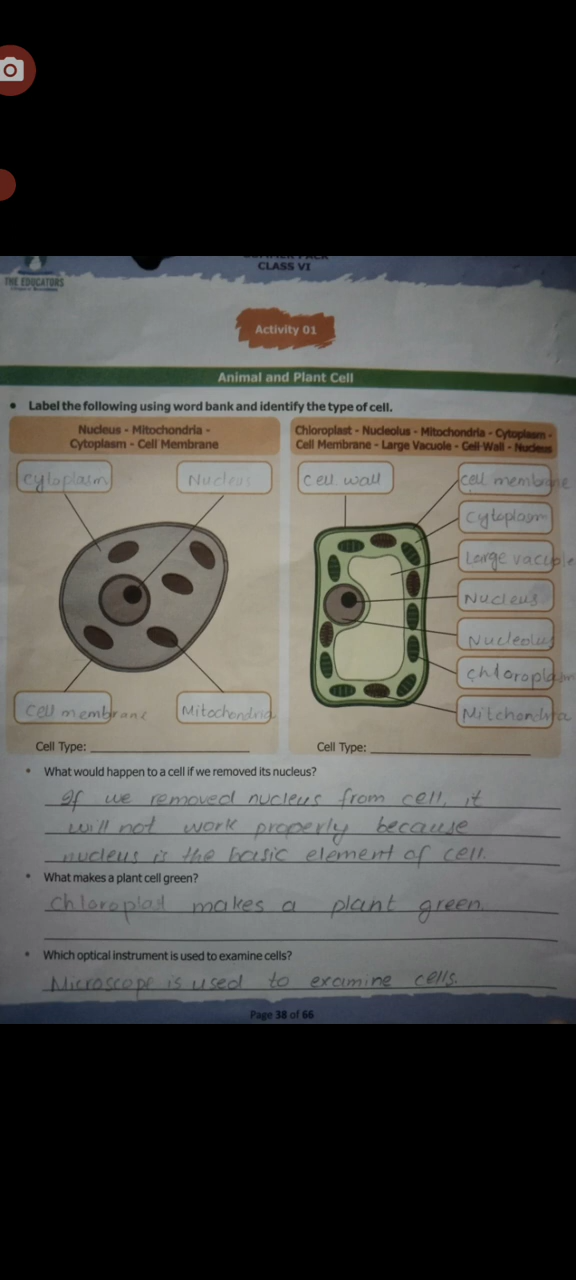 CLASS VI
THE EDUCATORS
Activity 01
Animal and Plant Cell
• Label the following using word bank and identify the type of cell.
Nucleus - Mitochondria -
Cytoplasm - Cell Membrane
Chloroplast - Nucleolus - Mitochondria - Cytoplasm -
Cell Membrane - Large Vacuole - Cell Wall - Nucleus
Cytoplasm
Nucleus
Cell membrane
Mitochondria
Cell Type:
Cell wall
cell membrane
Cytoplasm
Large vacuole
Nucleus
Nucleolus
chloroplasm
Mitchondria
Cell Type:
• What would happen to a cell if we removed its nucleus?
If we removed nucleus from cell, it
will not work properly because
nucleus is the basic element of cell.
• What makes a plant cell green?
Chloroplast makes a plant green.
• Which optical instrument is used to examine cells?
Microscope is used to examine cells.
Page 38 of 66